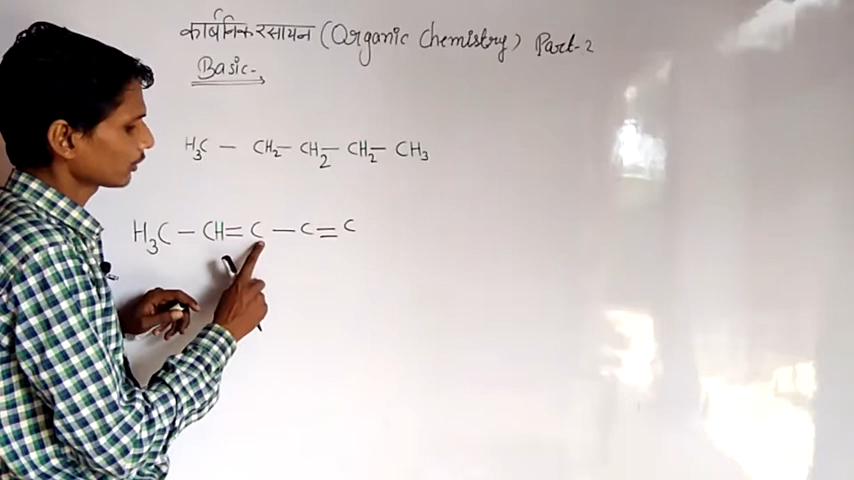 कार्बनिक रसायन (Organic Chemistry) Part-2
Basic-,
H₃C — CH₂— CH₂— CH₂— CH₃
H₃C — CH = C — C = C